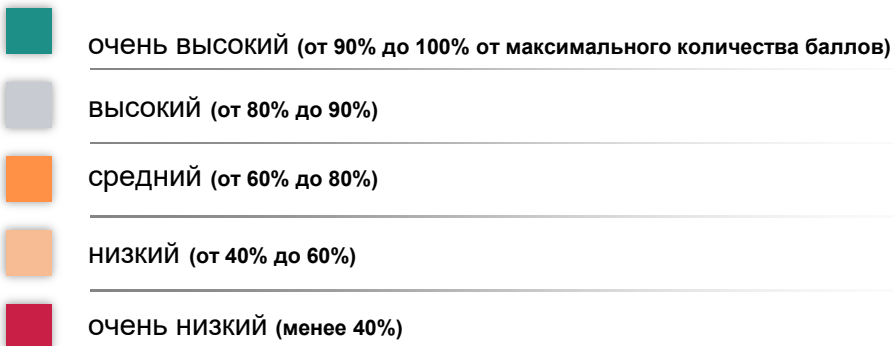 очень высокий (от 90% до 100% от максимального количества баллов)
высокий (от 80% до 90%)
средний (от 60% до 80%)
низкий (от 40% до 60%)
очень низкий (менее 40%)